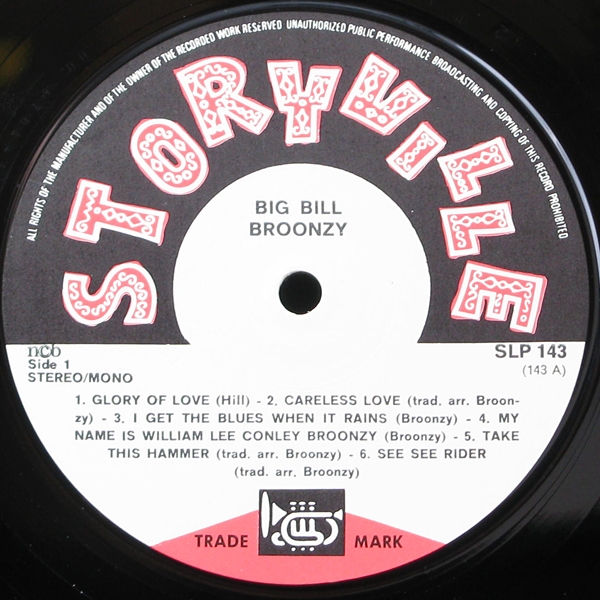 ALL RIGHTS OF THE MANUFACTURER AND OF THE OWNER OF THE RECORDED WORK RESERVED UNAUTHORIZED PUBLIC PERFORMANCE BROADCASTING AND COPYING OF THIS RECORD PROHIBITED
STORYVILLE
BIG BILL
BROONZY
ncb
Side 1
STEREO/MONO
SLP 143
(143 A)
1. GLORY OF LOVE (Hill) - 2. CARELESS LOVE (trad. arr. Broon-
zy) - 3. I GET THE BLUES WHEN IT RAINS (Broonzy) - 4. MY
NAME IS WILLIAM LEE CONLEY BROONZY (Broonzy) - 5. TAKE
THIS HAMMER (trad. arr. Broonzy) - 6. SEE SEE RIDER
(trad. arr. Broonzy)
TRADE MARK